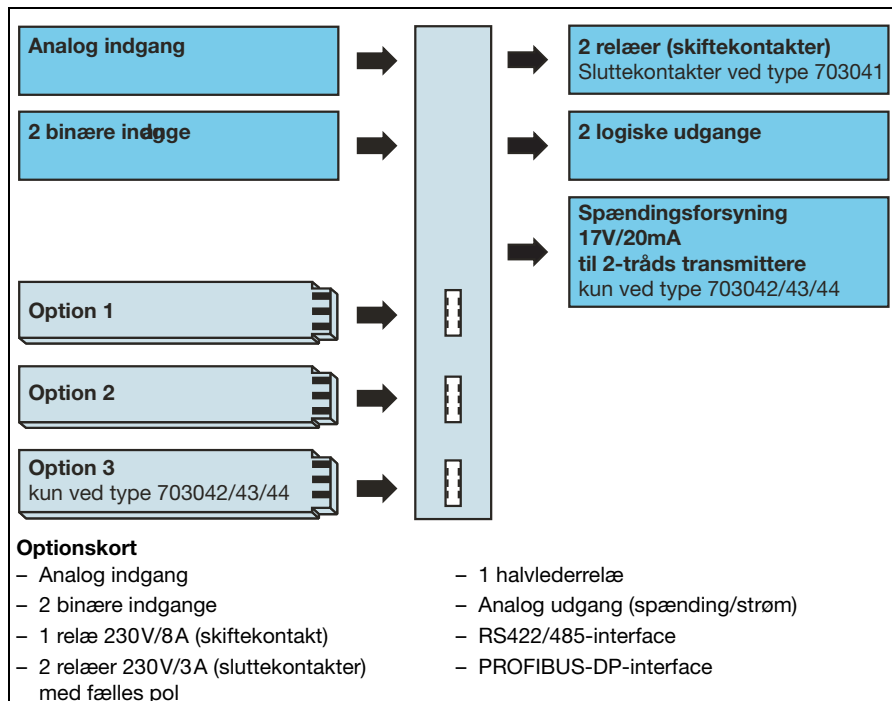 Analog indgang
2 relæer (skiftekontakter)
Sluttekontakter ved type 703041
2 binære indgange
2 logiske udgange
Spændingsforsyning
17V/20mA
til 2-tråds transmittere
kun ved type 703042/43/44
Option 1
Option 2
Option 3
kun ved type 703042/43/44
Optionskort
– Analog indgang
– 2 binære indgange
– 1 relæ 230V/8A (skiftekontakt)
– 2 relæer 230V/3A (sluttekontakter)
med fælles pol
– 1 halvlederrelæ
– Analog udgang (spænding/strøm)
– RS422/485-interface
– PROFIBUS-DP-interface